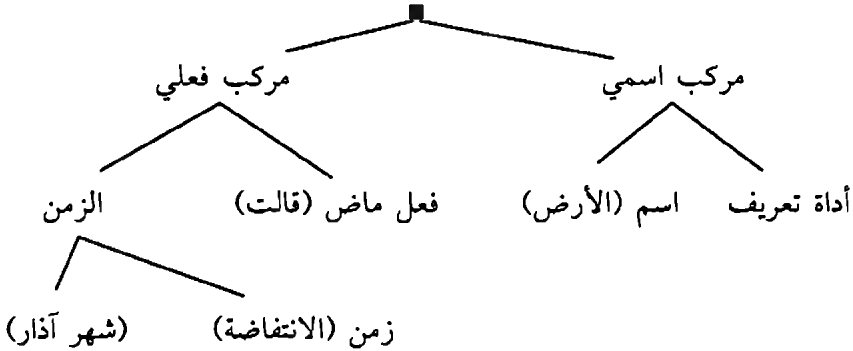 مركب اسمي مركب فعلي
أداة تعريف اسم (الأرض) فعل ماض (قالت) الزمن
زمن (الانتفاضة) (شهر آذار)